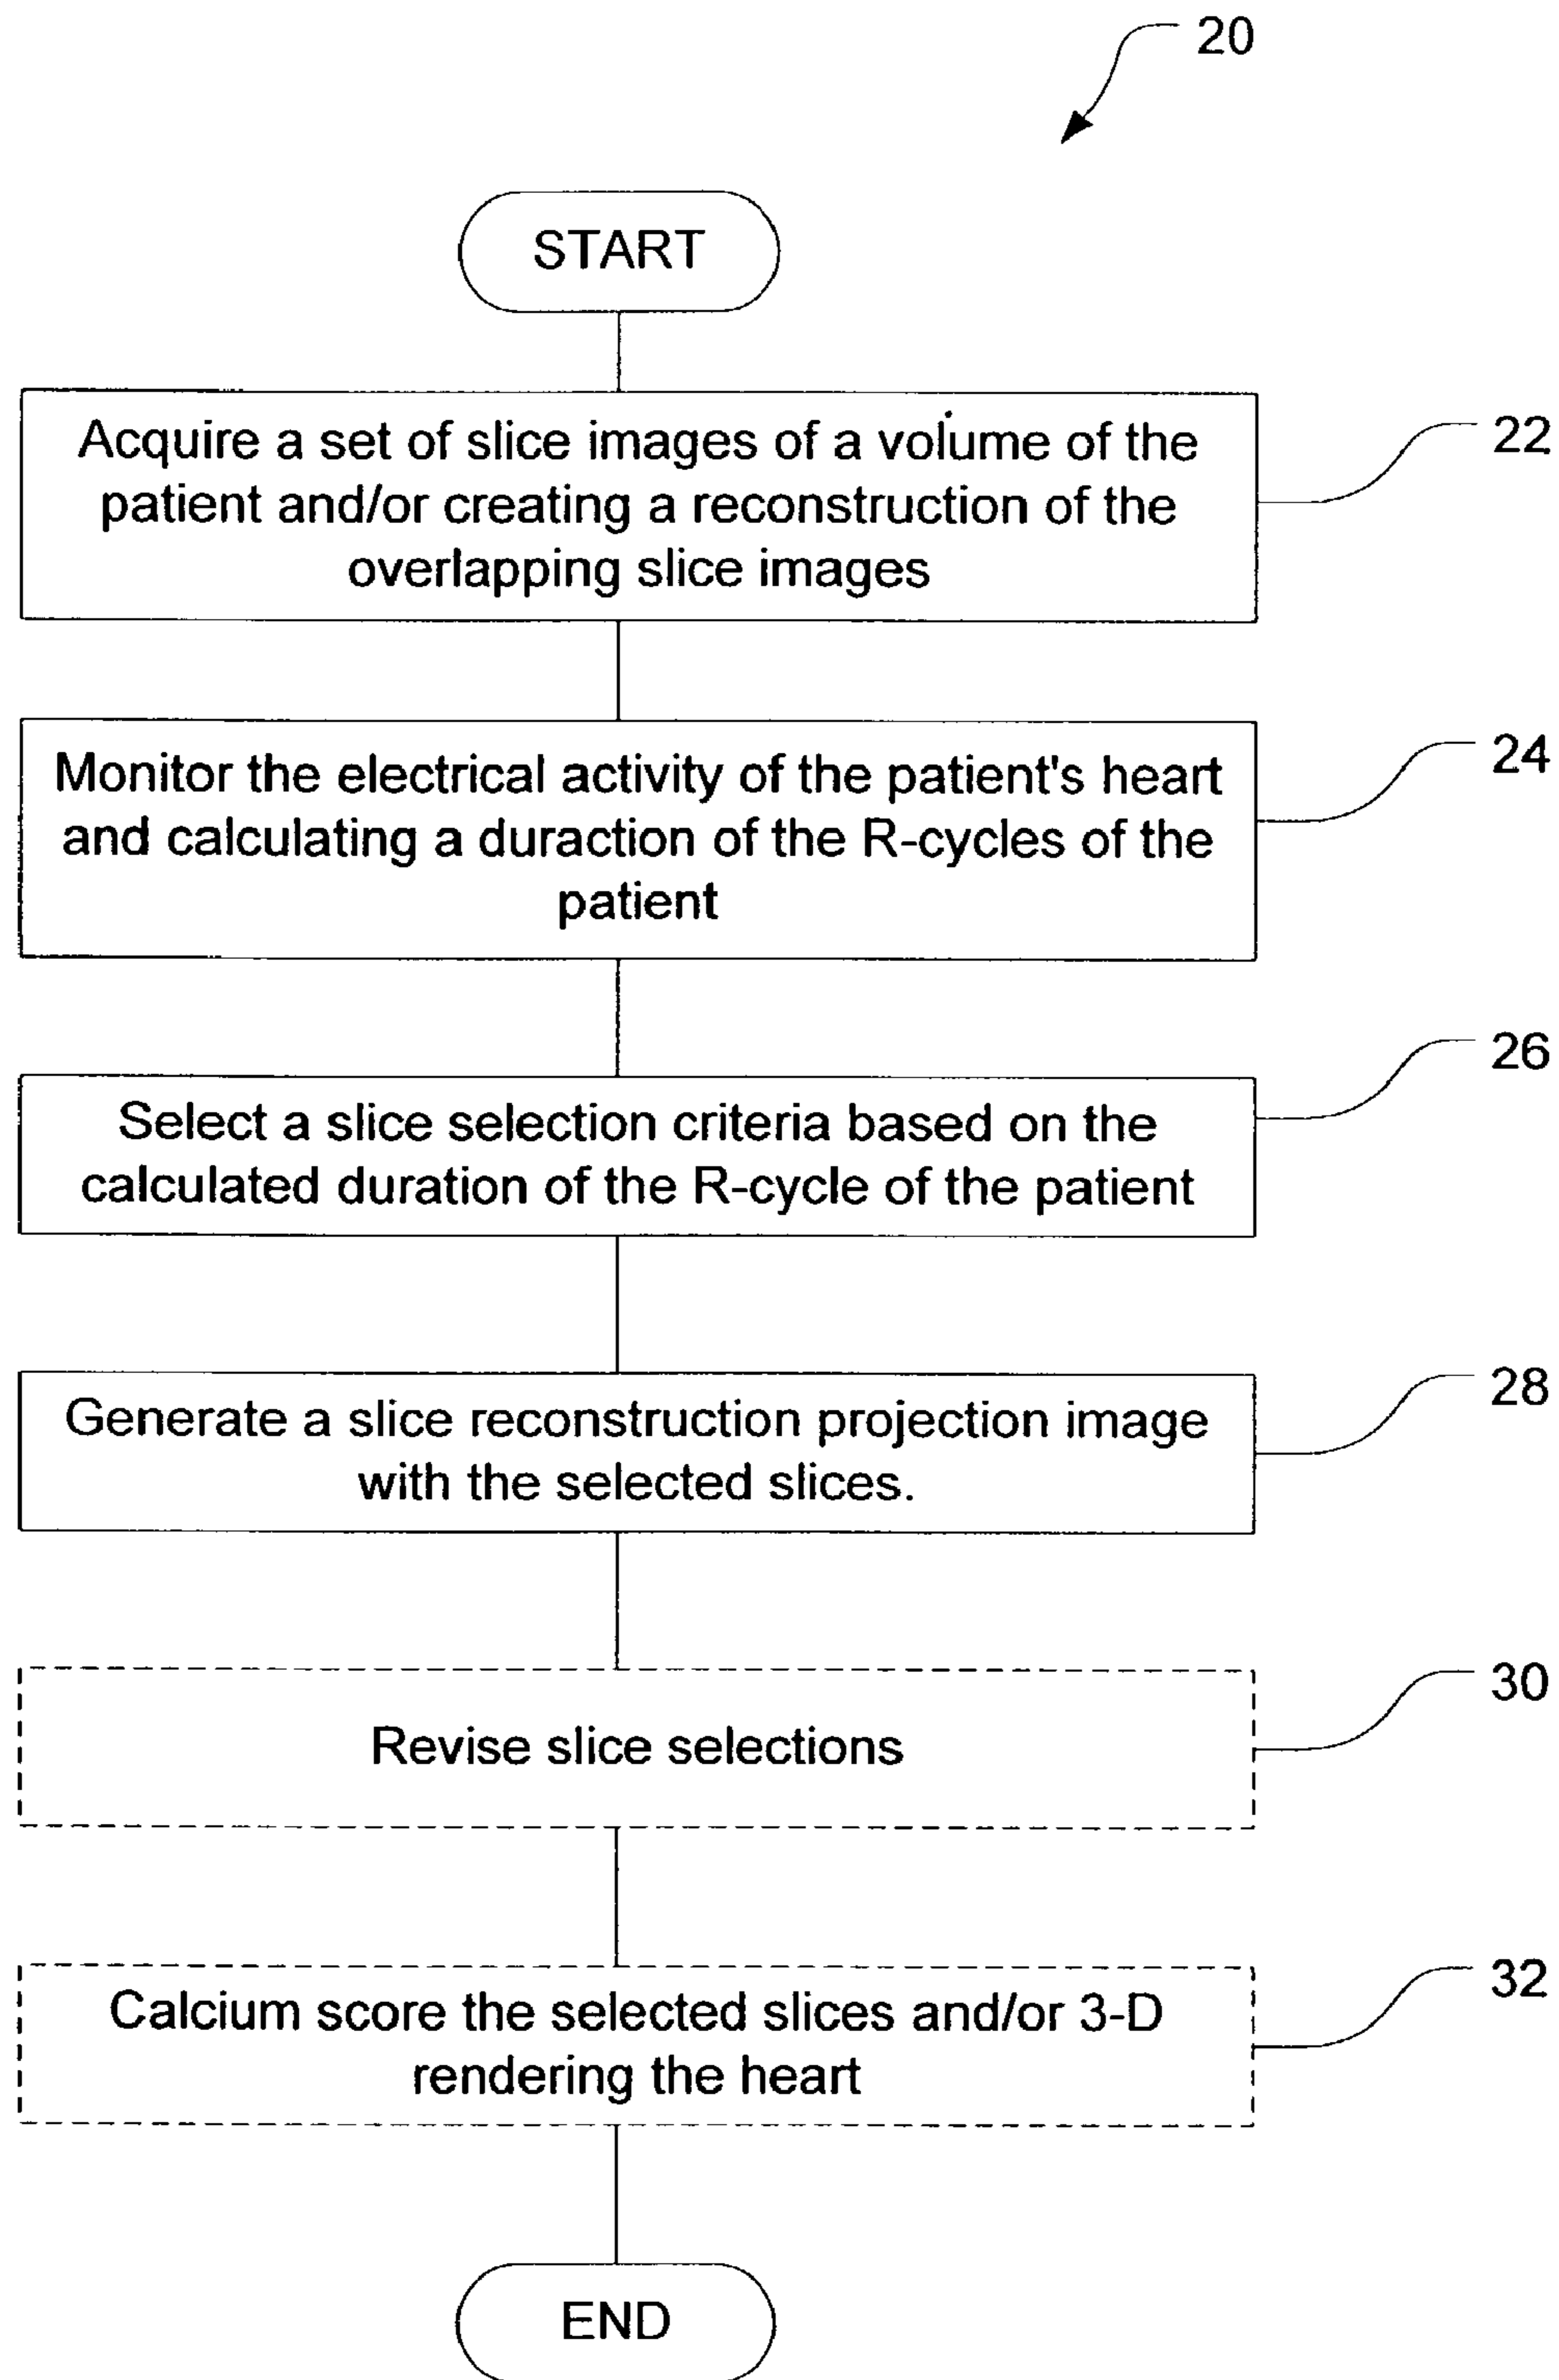 20
START
Acquire a set of slice images of a volume of the
patient and/or creating a reconstruction of the
overlapping slice images
22
Monitor the electrical activity of the patient's heart
and calculating a duraction of the R-cycles of the
patient
24
Select a slice selection criteria based on the
calculated duration of the R-cycle of the patient
26
Generate a slice reconstruction projection image
with the selected slices.
28
Revise slice selections
30
Calcium score the selected slices and/or 3-D
rendering the heart
32
END